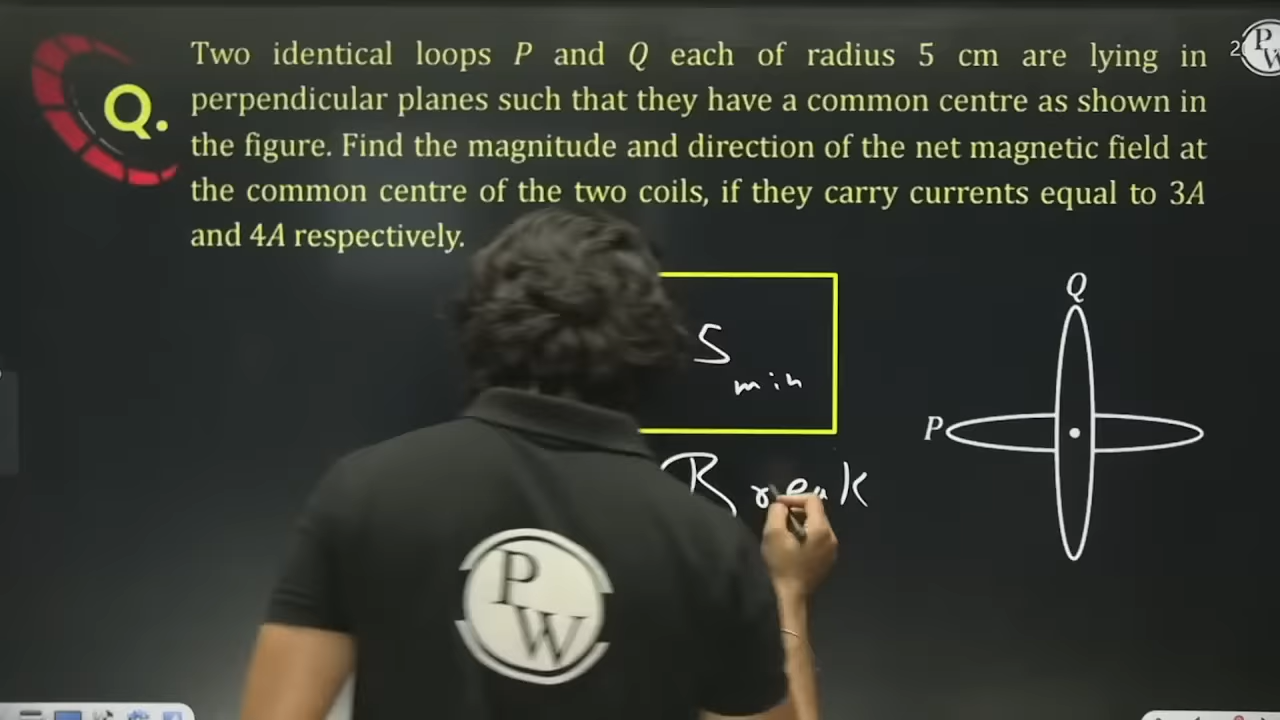 Two identical loops P and Q each of radius 5 cm are lying in
2
PW
Q.
perpendicular planes such that they have a common centre as shown in
the figure. Find the magnitude and direction of the net magnetic field at
the common centre of the two coils, if they carry currents equal to 3A
and 4A respectively.
5
min
Break
Q
P
PW